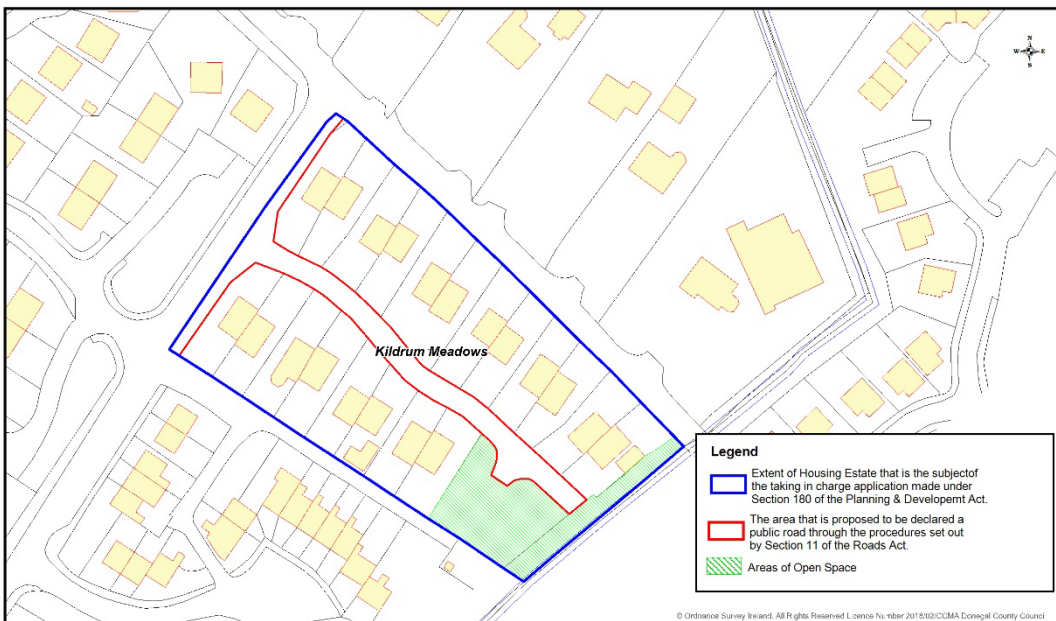 N
W E
S
Kildrum Meadows
Legend
Extent of Housing Estate that is the subjectof
the taking in charge application made under
Section 180 of the Planning & Developemt Act.
The area that is proposed to be declared a
public road through the procedures set out
by Section 11 of the Roads Act.
Areas of Open Space
© Ordnance Survey Ireland, All Rights Reserved Licence Number 2018/02/CCMA Donegal County Council